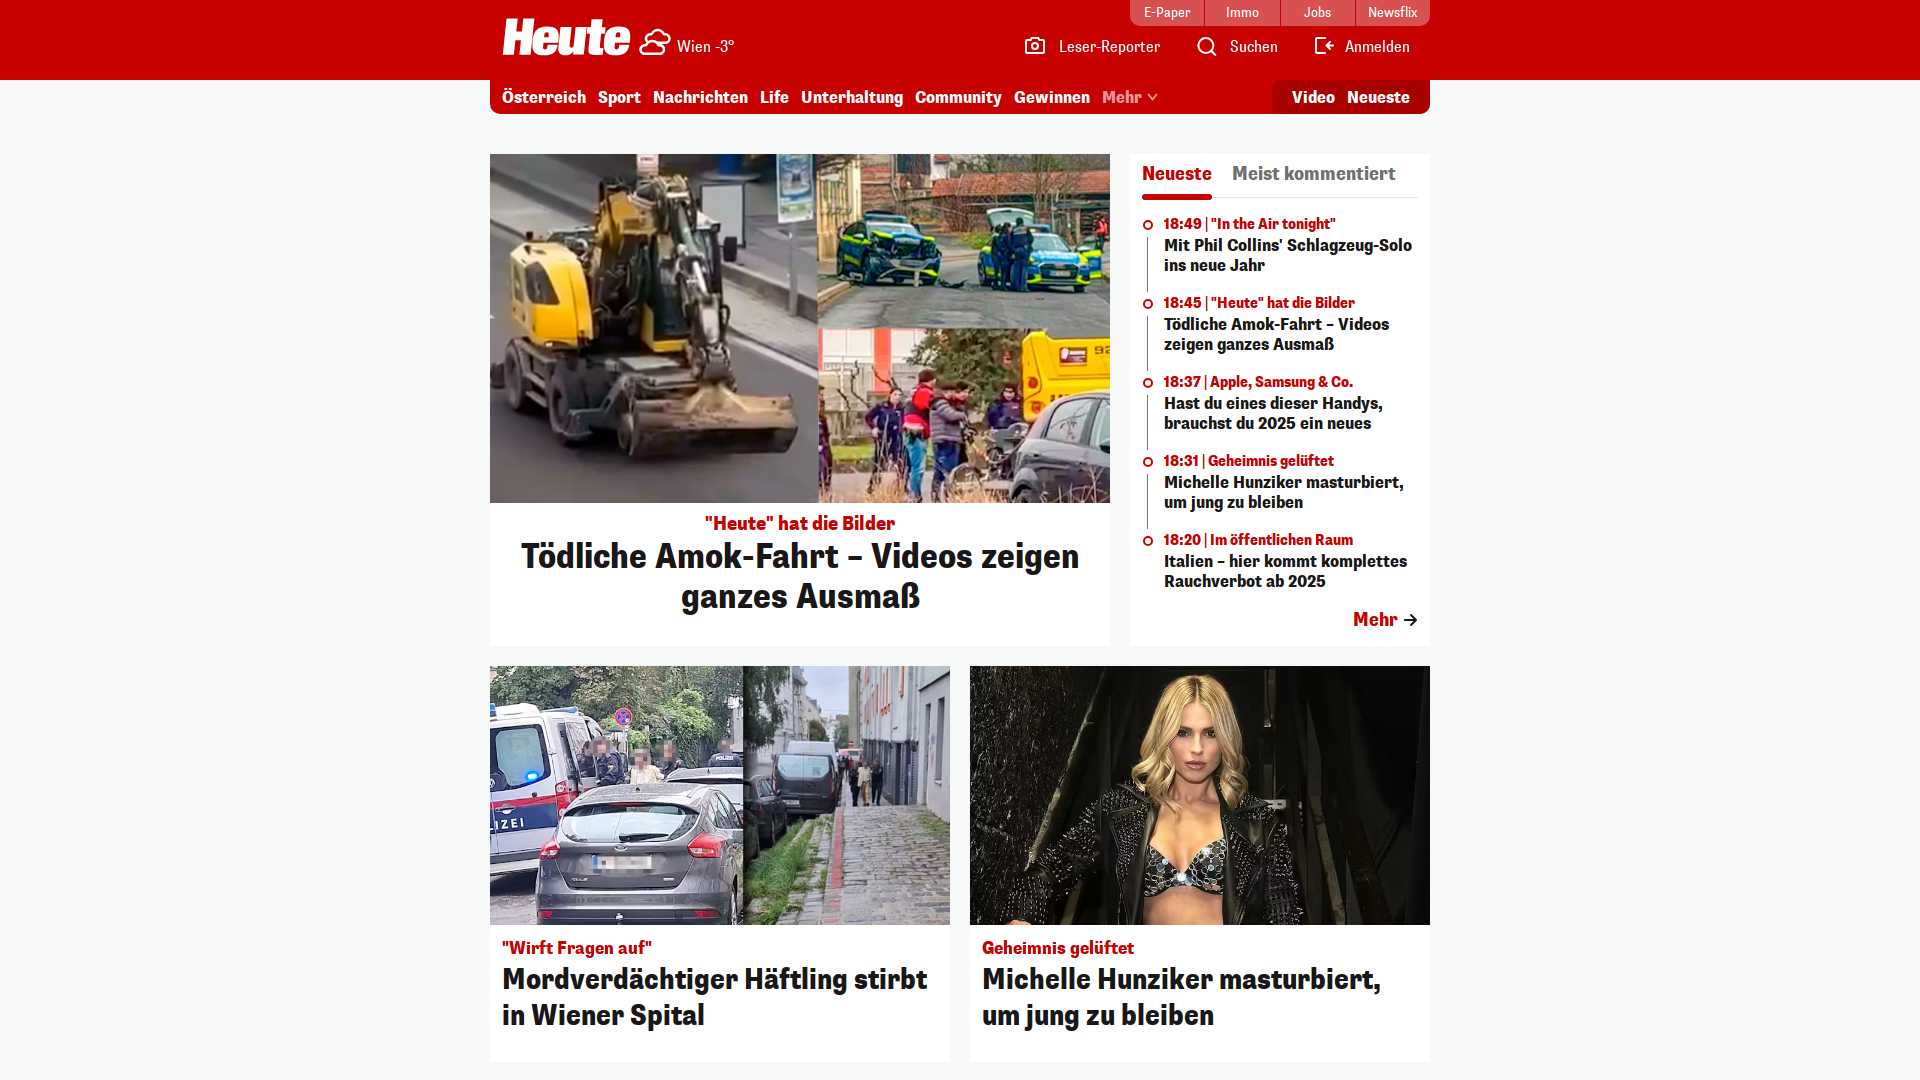 E-Paper
Immo
Jobs
Newsflix
Heute
Wien -3°
Leser-Reporter
Suchen
Anmelden
Österreich
Sport
Nachrichten
Life
Unterhaltung
Community
Gewinnen
Mehr
Video
Neueste
"Heute" hat die Bilder
Tödliche Amok-Fahrt – Videos zeigen
ganzes Ausmaß
Neueste
Meist kommentiert
18:49 | "In the Air tonight"
Mit Phil Collins' Schlagzeug-Solo
ins neue Jahr
18:45 | "Heute" hat die Bilder
Tödliche Amok-Fahrt – Videos
zeigen ganzes Ausmaß
18:37 | Apple, Samsung & Co.
Hast du eines dieser Handys,
brauchst du 2025 ein neues
18:31 | Geheimnis gelüftet
Michelle Hunziker masturbiert,
um jung zu bleiben
18:20 | Im öffentlichen Raum
Italien – hier kommt komplettes
Rauchverbot ab 2025
Mehr
POLIZEI
LIZEI
"Wirft Fragen auf"
Mordverdächtiger Häftling stirbt
in Wiener Spital
Geheimnis gelüftet
Michelle Hunziker masturbiert,
um jung zu bleiben